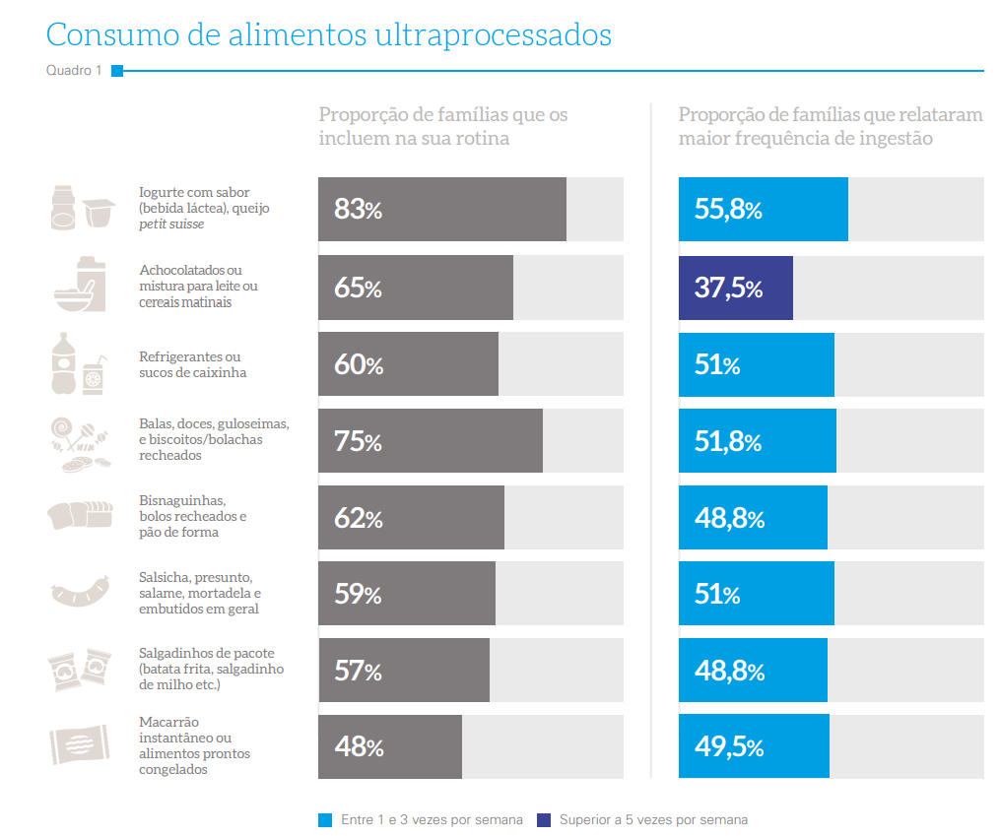 Consumo de alimentos ultraprocessados
Quadro 1
Proporção de famílias que os
incluem na sua rotina
Proporção de famílias que relataram
maior frequência de ingestão
Iogurte com sabor
(bebida láctea), queijo
petit suisse
83%
55,8%
Achocolatados ou
mistura para leite ou
cereais matinais
65%
37,5%
Refrigerantes ou
sucos de caixinha
60%
51%
Balas, doces, guloseimas,
e biscoitos/bolachas
recheados
75%
51,8%
Bisnaguinhas,
bolos recheados e
pão de forma
62%
48,8%
Salsicha, presunto,
salame, mortadela e
embutidos em geral
59%
51%
Salgadinhos de pacote
(batata frita, salgadinho
de milho etc.)
57%
48,8%
Macarrão
instantâneo ou
alimentos prontos
congelados
48%
49,5%
Entre 1 e 3 vezes por semana
Superior a 5 vezes por semana